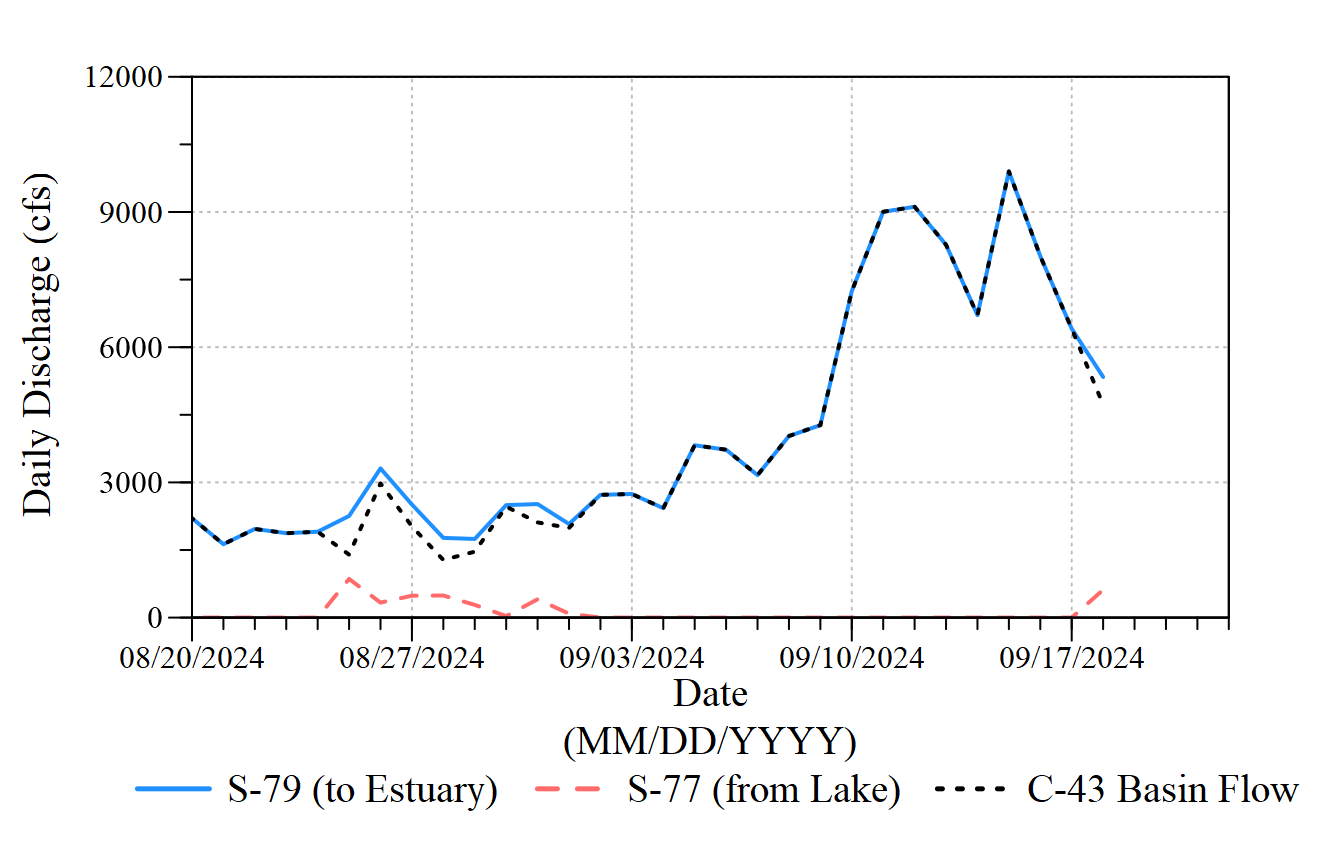 12000
9000
6000
3000
0
Daily Discharge (cfs)
08/20/2024 08/27/2024 09/03/2024 09/10/2024 09/17/2024
Date
(MM/DD/YYYY)
S-79 (to Estuary) S-77 (from Lake) C-43 Basin Flow